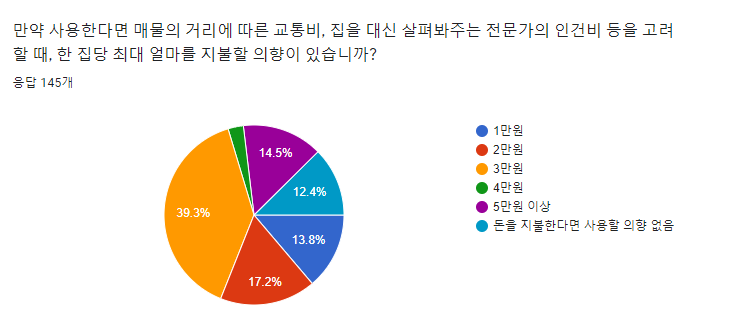 만약 사용한다면 매물의 거리에 따른 교통비, 집을 대신 살펴봐주는 전문가의 인건비 등을 고려
할 때, 한 집당 최대 얼마를 지불할 의향이 있습니까?
응답 145개
1만원
2만원
3만원
4만원
5만원 이상
돈을 지불한다면 사용할 의향 없음
14.5%
12.4%
39.3%
13.8%
17.2%